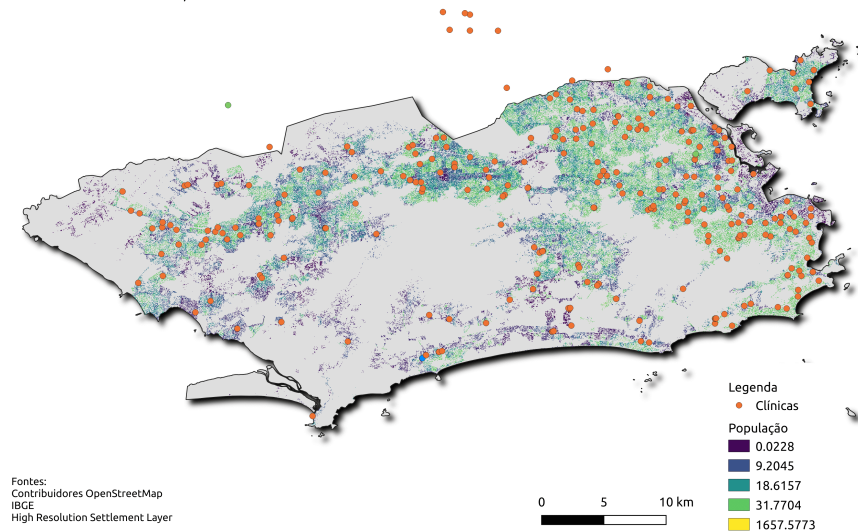 Legenda
Clínicas
População
0.0228
9.2045
18.6157
31.7704
1657.5773
Fontes:
Contribuidores OpenStreetMap
IBGE
High Resolution Settlement Layer
0 5 10 km